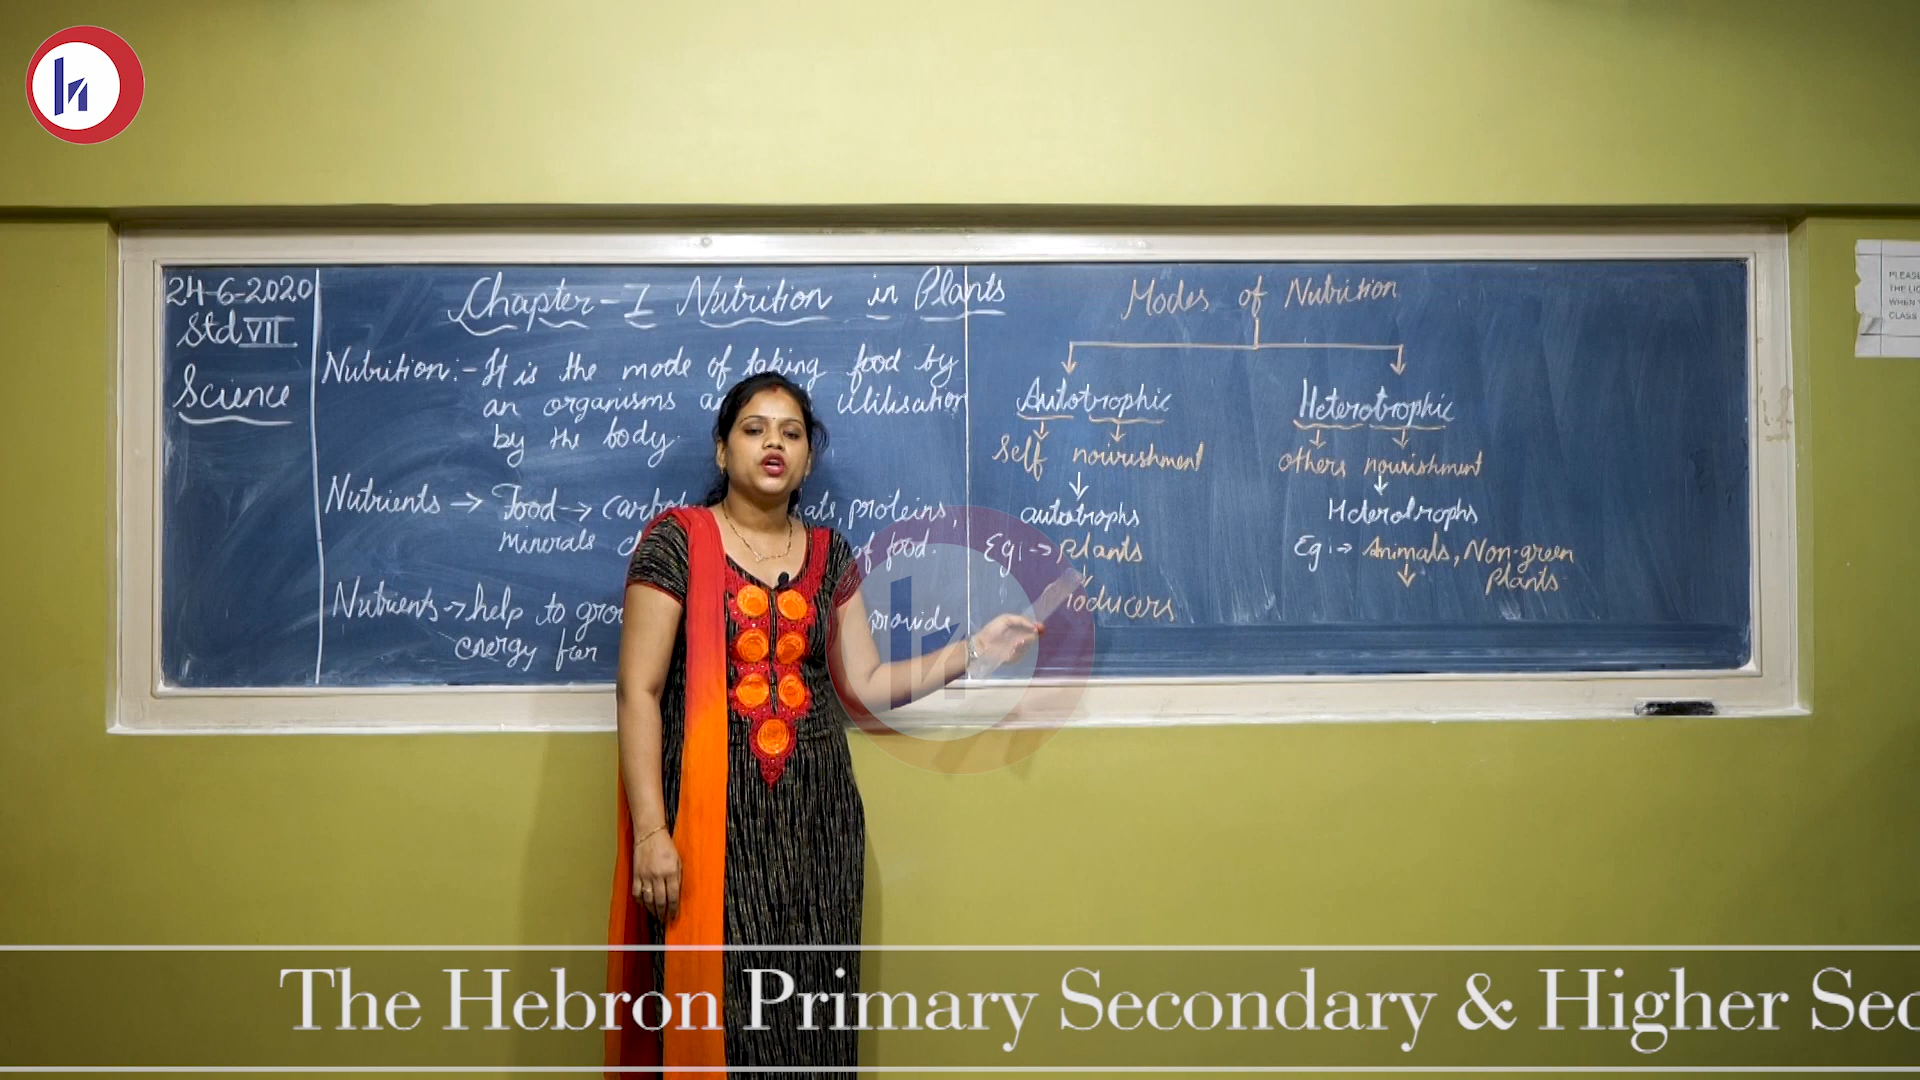 24-6-2020
Std VII
Science
Chapter-I Nutrition in Plants
Nutrition:- It is the mode of taking food by
an organisms utilisation
by the body.
Nutrients → Food → proteins,
minerals of food.
Nutrients → help to provide
energy for
Modes of Nutrition
Autotrophic
Self nourishment
autotrophs
Eg: → Plants
Heterotrophic
others nourishment
Heterotrophs
Eg: → Animals, Non-green
Plants
PLEASE
CLASS
The Hebron Primary Secondary & Higher Sec